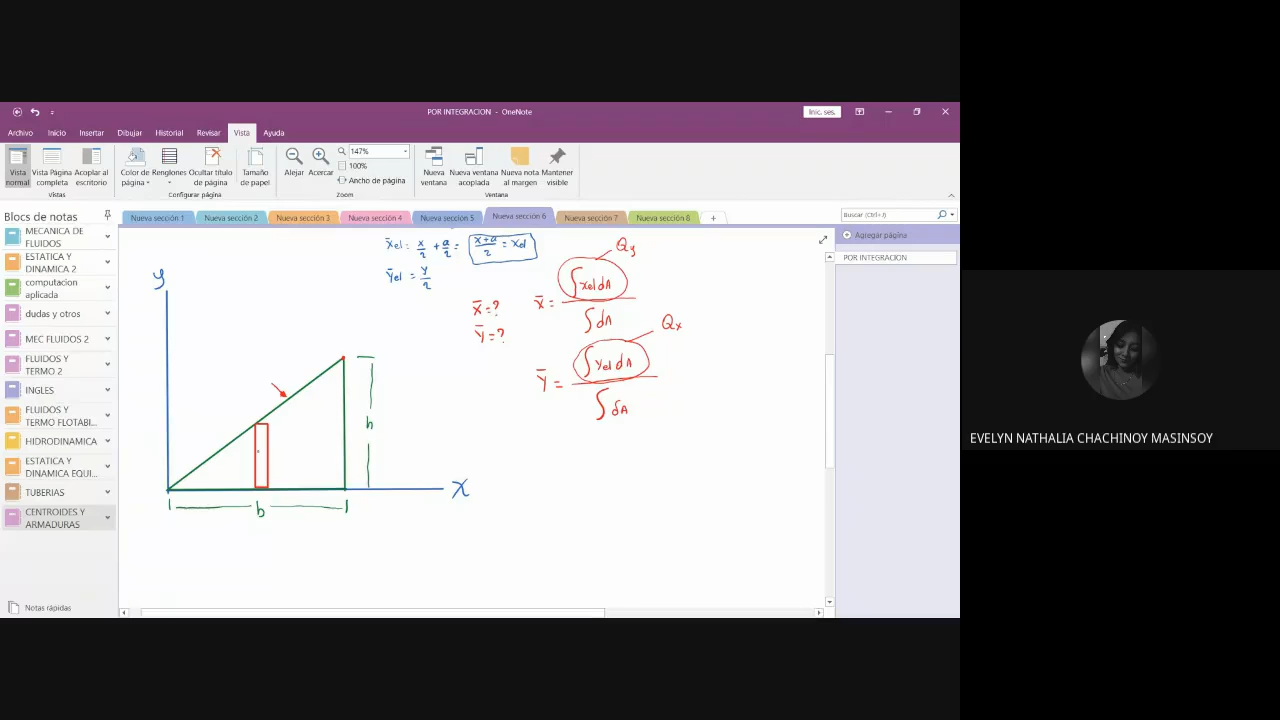 POR INTEGRACION - OneNote
Inic. ses.
Archivo Inicio Insertar Dibujar Historial Revisar Vista Ayuda
Vista normal
Vista Página completa
Acoplar al escritorio
Vistas
Color de página
Renglones
Ocultar título de página
Tamaño de papel
Configurar página
Alejar
Acercar
147%
100%
Ancho de página
Zoom
Nueva ventana
Nueva ventana acoplada
Nueva nota al margen
Mantener visible
Ventana
Blocs de notas
Nueva sección 1 Nueva sección 2 Nueva sección 3 Nueva sección 4 Nueva sección 5 Nueva sección 6 Nueva sección 7 Nueva sección 8 +
Buscar (Ctrl+J)
Agregar página
POR INTEGRACION
MECANICA DE FLUIDOS
ESTATICA Y DINAMICA 2
computacion aplicada
dudas y otros
MEC FLUIDOS 2
FLUIDOS Y TERMO 2
INGLES
FLUIDOS Y TERMO FLOTABI...
HIDRODINAMICA
ESTATICA Y DINAMICA EQUI...
TUBERIAS
CENTROIDES Y ARMADURAS
Notas rápidas
x̄el = x/2 + a/2 = (x+a)/2 = xel
ȳel = y/2
x̄ = ?
ȳ = ?
x̄ = ∫xel dA / ∫dA
Qy
ȳ = ∫yel dA / ∫dA
Qx
y
h
b
x
EVELYN NATHALIA CHACHINOY MASINSOY